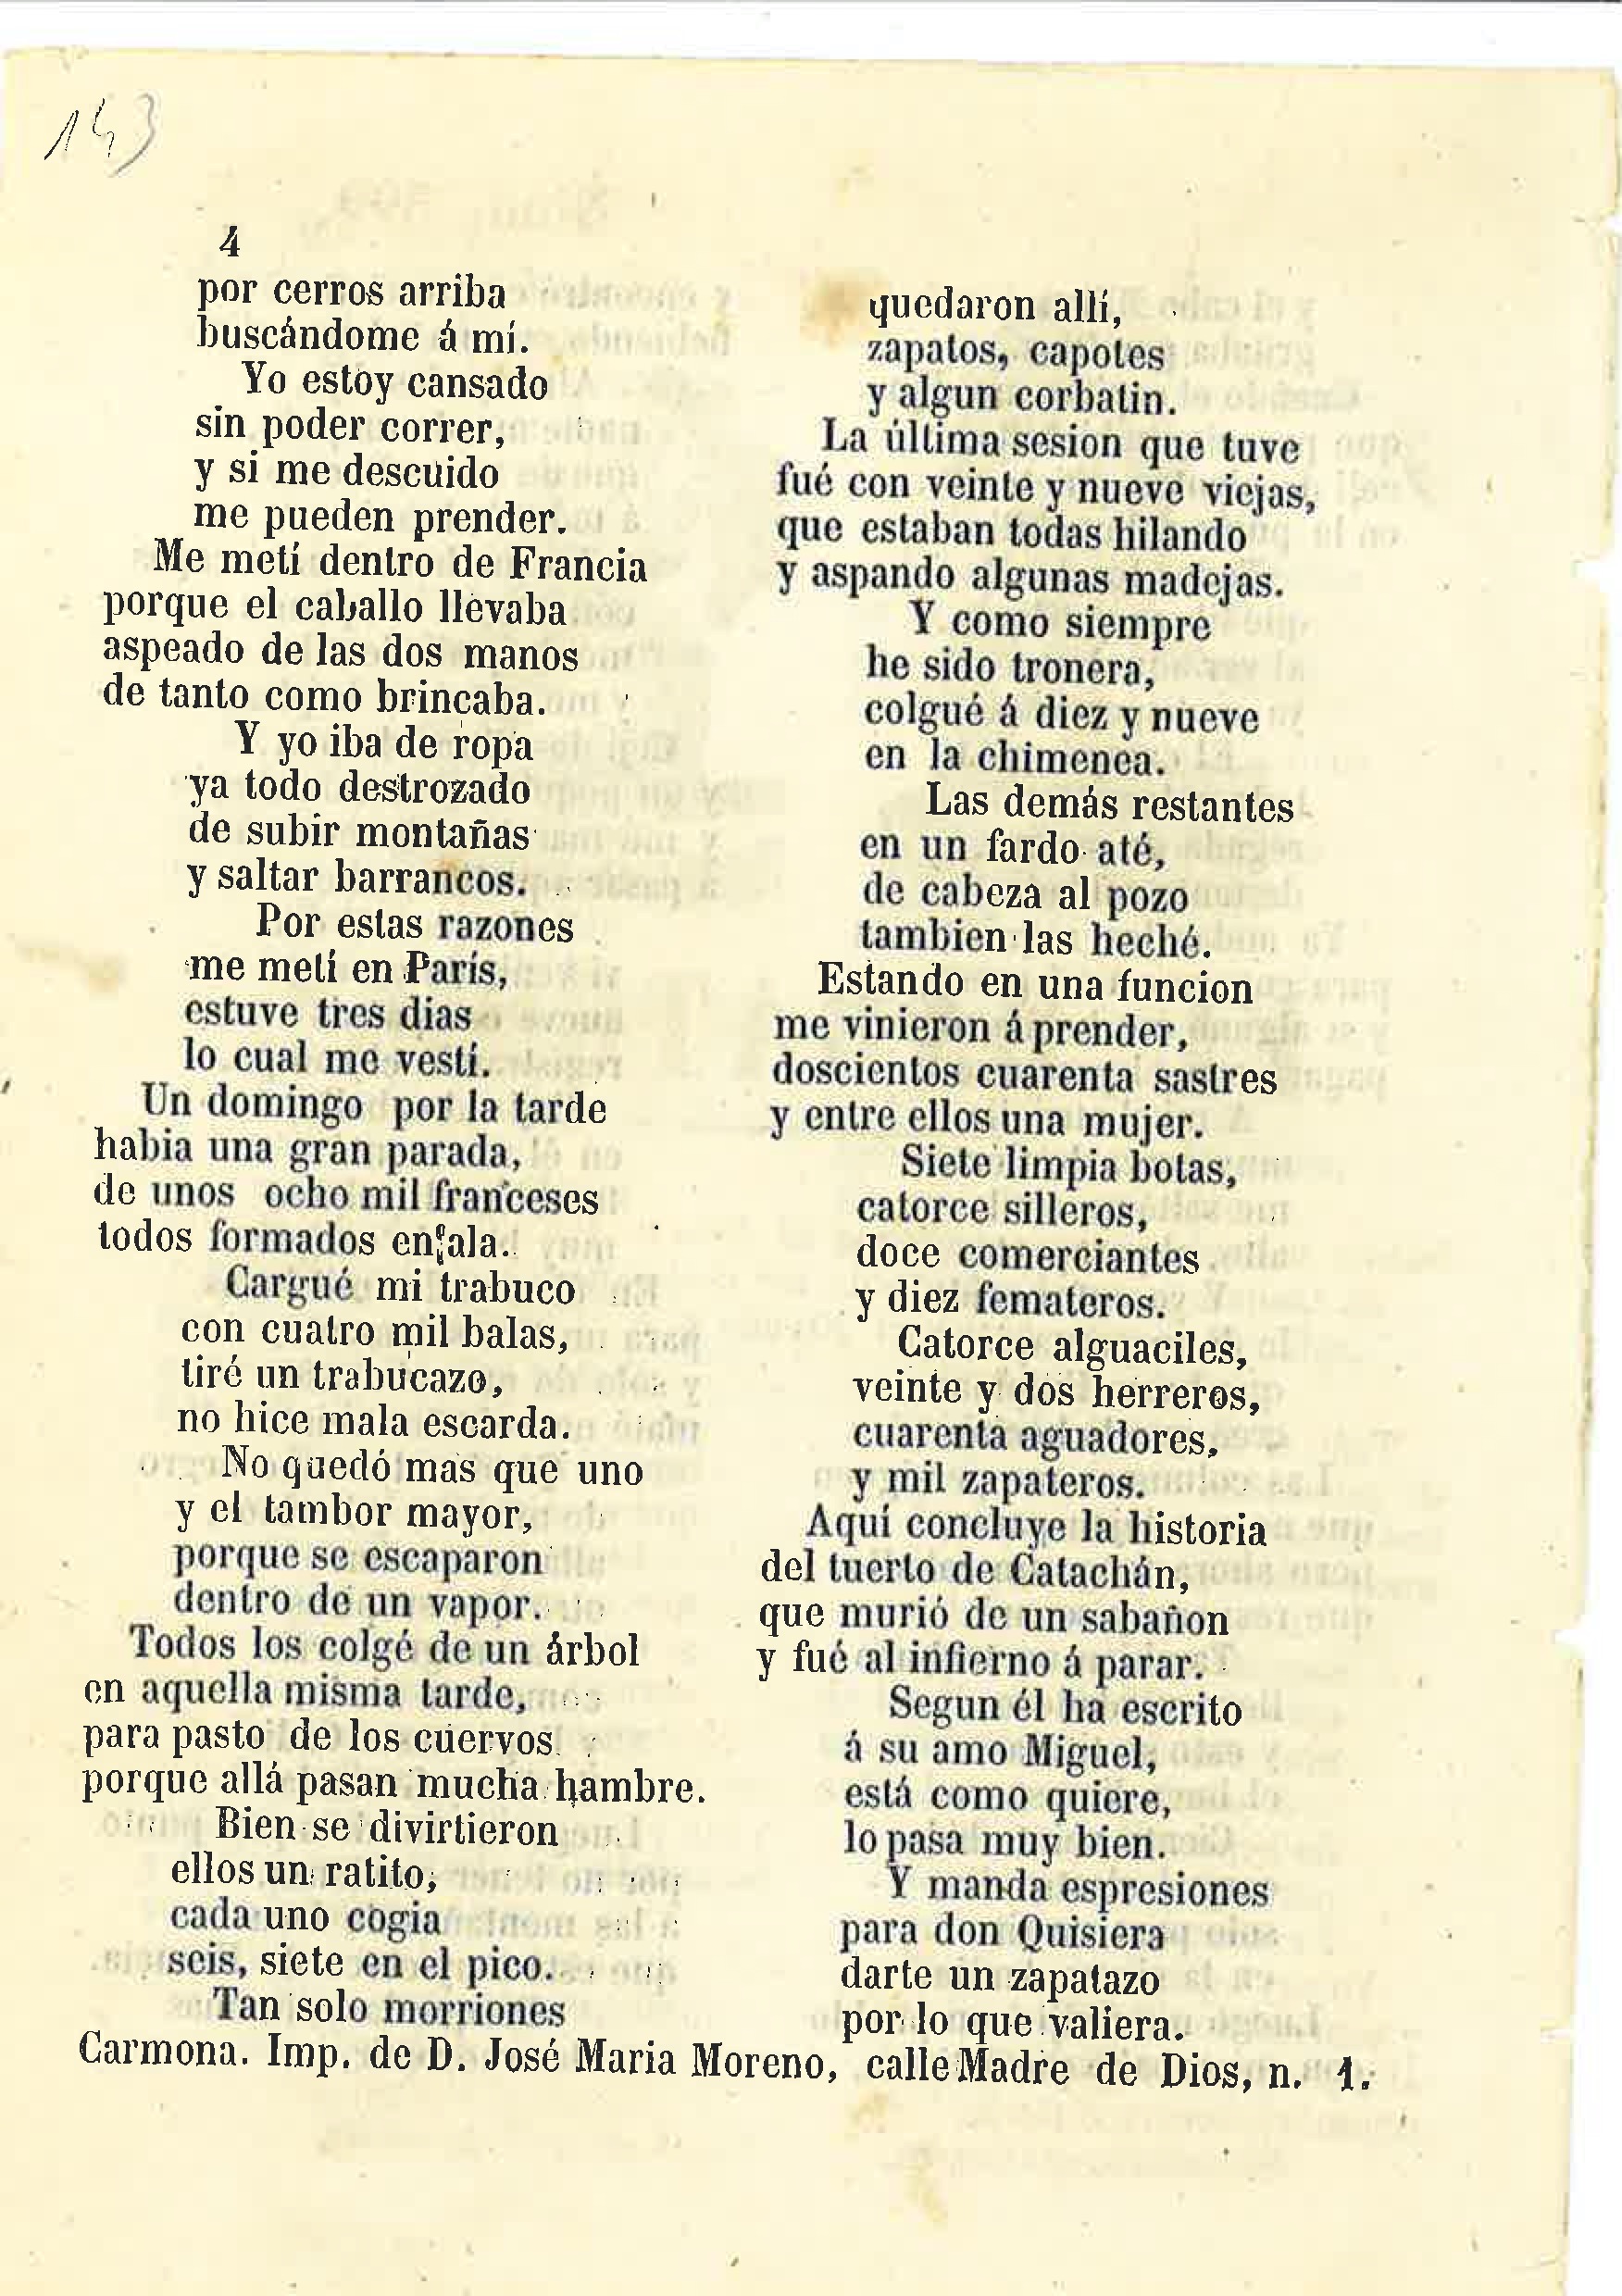 143
4
por cerros arriba
buscándome á mí.
Yo estoy cansado
sin poder correr,
y si me descuido
me pueden prender.
Me metí dentro de Francia
porque el caballo llevaba
aspeado de las dos manos
de tanto como brincaba.
Y yo iba de ropa
ya todo destrozado
de subir montañas
y saltar barrancos.
Por estas razones
me metí en París,
estuve tres dias
lo cual me vestí.
Un domingo por la tarde
habia una gran parada,
de unos ocho mil franceses
todos formados en ala.
Cargué mi trabuco
con cuatro mil balas,
tiré un trabucazo,
no hice mala escarda.
No quedó mas que uno
y el tambor mayor,
porque se escaparon
dentro de un vapor.
Todos los colgé de un árbol
en aquella misma tarde,
para pasto de los cuervos
porque allá pasan mucha hambre.
Bien se divirtieron
ellos un ratito,
cada uno cogia
seis, siete en el pico.
Tan solo morriones
quedaron allí,
zapatos, capotes
y algun corbatin.
La última sesion que tuve
fué con veinte y nueve viejas,
que estaban todas hilando
y aspando algunas madejas.
Y como siempre
he sido tronera,
colgué á diez y nueve
en la chimenea.
Las demás restantes
en un fardo até,
de cabeza al pozo
tambien las heché.
Estando en una funcion
me vinieron á prender,
doscientos cuarenta sastres
y entre ellos una mujer.
Siete limpia botas,
catorce silleros,
doce comerciantes
y diez femateros.
Catorce alguaciles,
veinte y dos herreros,
cuarenta aguadores,
y mil zapateros.
Aquí concluye la historia
del tuerto de Catachán,
que murió de un sabañon
y fué al infierno á parar.
Segun él ha escrito
á su amo Miguel,
está como quiere,
lo pasa muy bien.
Y manda espresiones
para don Quisiera
darte un zapatazo
por lo que valiera.
Carmona. Imp. de D. José Maria Moreno, calle Madre de Dios, n. 1.